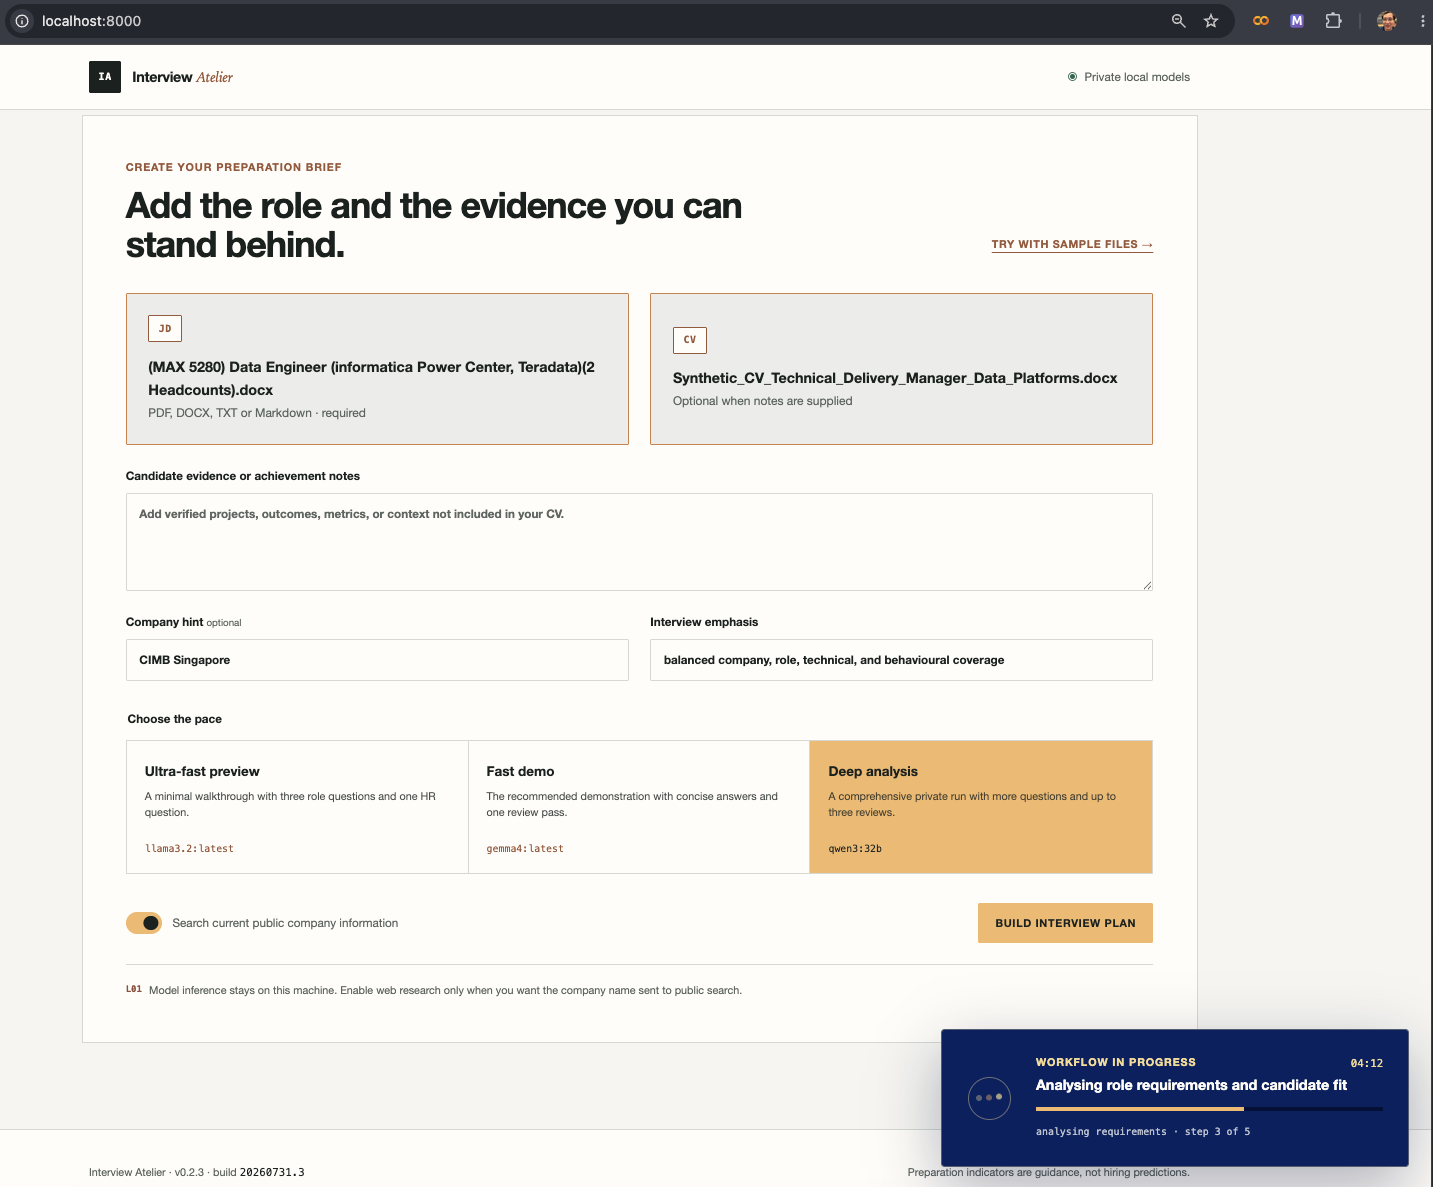 localhost:8000
M
IA
Interview Atelier
Private local models
CREATE YOUR PREPARATION BRIEF
Add the role and the evidence you can
stand behind.
TRY WITH SAMPLE FILES →
JD
(MAX 5280) Data Engineer (informatica Power Center, Teradata)(2
Headcounts).docx
PDF, DOCX, TXT or Markdown · required
CV
Synthetic_CV_Technical_Delivery_Manager_Data_Platforms.docx
Optional when notes are supplied
Candidate evidence or achievement notes
Add verified projects, outcomes, metrics, or context not included in your CV.
Company hint optional
CIMB Singapore
Interview emphasis
balanced company, role, technical, and behavioural coverage
Choose the pace
Ultra-fast preview
A minimal walkthrough with three role questions and one HR
question.
llama3.2:latest
Fast demo
The recommended demonstration with concise answers and
one review pass.
gemma4:latest
Deep analysis
A comprehensive private run with more questions and up to
three reviews.
qwen3:32b
Search current public company information
BUILD INTERVIEW PLAN
L01 Model inference stays on this machine. Enable web research only when you want the company name sent to public search.
WORKFLOW IN PROGRESS
04:12
Analysing role requirements and candidate fit
analysing requirements · step 3 of 5
Interview Atelier · v0.2.3 · build 20260731.3
Preparation indicators are guidance, not hiring predictions.